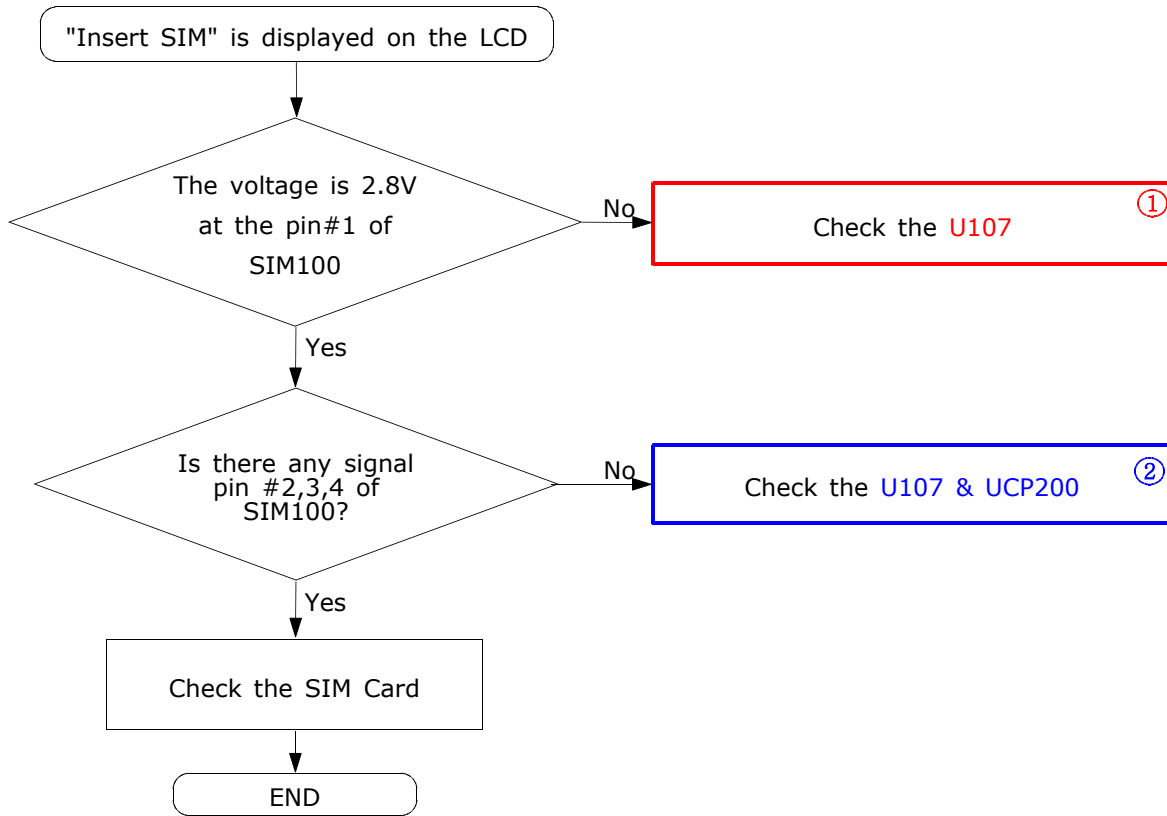 "Insert SIM" is displayed on the LCD
The voltage is 2.8V
at the pin#1 of
SIM100
No
①
Check the U107
Yes
Is there any signal
pin #2,3,4 of
SIM100?
No
②
Check the U107 & UCP200
Yes
Check the SIM Card
END